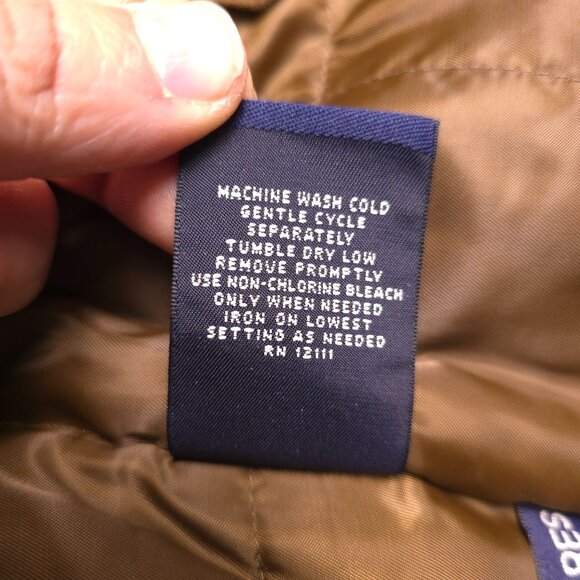 MACHINE WASH COLD
GENTLE CYCLE
SEPARATELY
TUMBLE DRY LOW
REMOVE PROMPTLY
USE NON-CHLORINE BLEACH
ONLY WHEN NEEDED
IRON ON LOWEST
SETTING AS NEEDED
RN 12111
RES